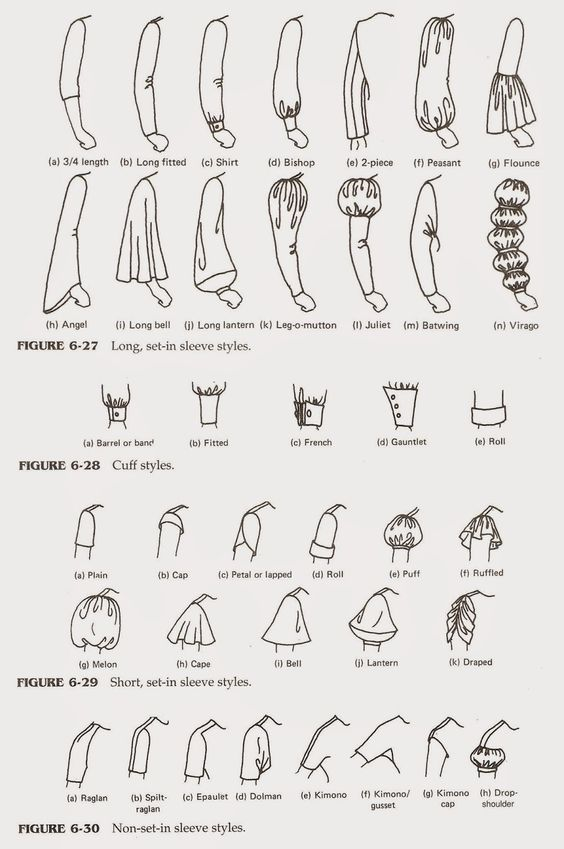 (a) 3/4 length (b) Long fitted (c) Shirt (d) Bishop (e) 2-piece (f) Peasant (g) Flounce
(h) Angel (i) Long bell (j) Long lantern (k) Leg-o-mutton (l) Juliet (m) Batwing (n) Virago
FIGURE 6-27 Long, set-in sleeve styles.
(a) Barrel or band (b) Fitted (c) French (d) Gauntlet (e) Roll
FIGURE 6-28 Cuff styles.
(a) Plain (b) Cap (c) Petal or lapped (d) Roll (e) Puff (f) Ruffled
(g) Melon (h) Cape (i) Bell (j) Lantern (k) Draped
FIGURE 6-29 Short, set-in sleeve styles.
(a) Raglan (b) Spilt- (c) Epaulet (d) Dolman (e) Kimono (f) Kimono/ (g) Kimono (h) Drop-
raglan gusset cap shoulder
FIGURE 6-30 Non-set-in sleeve styles.